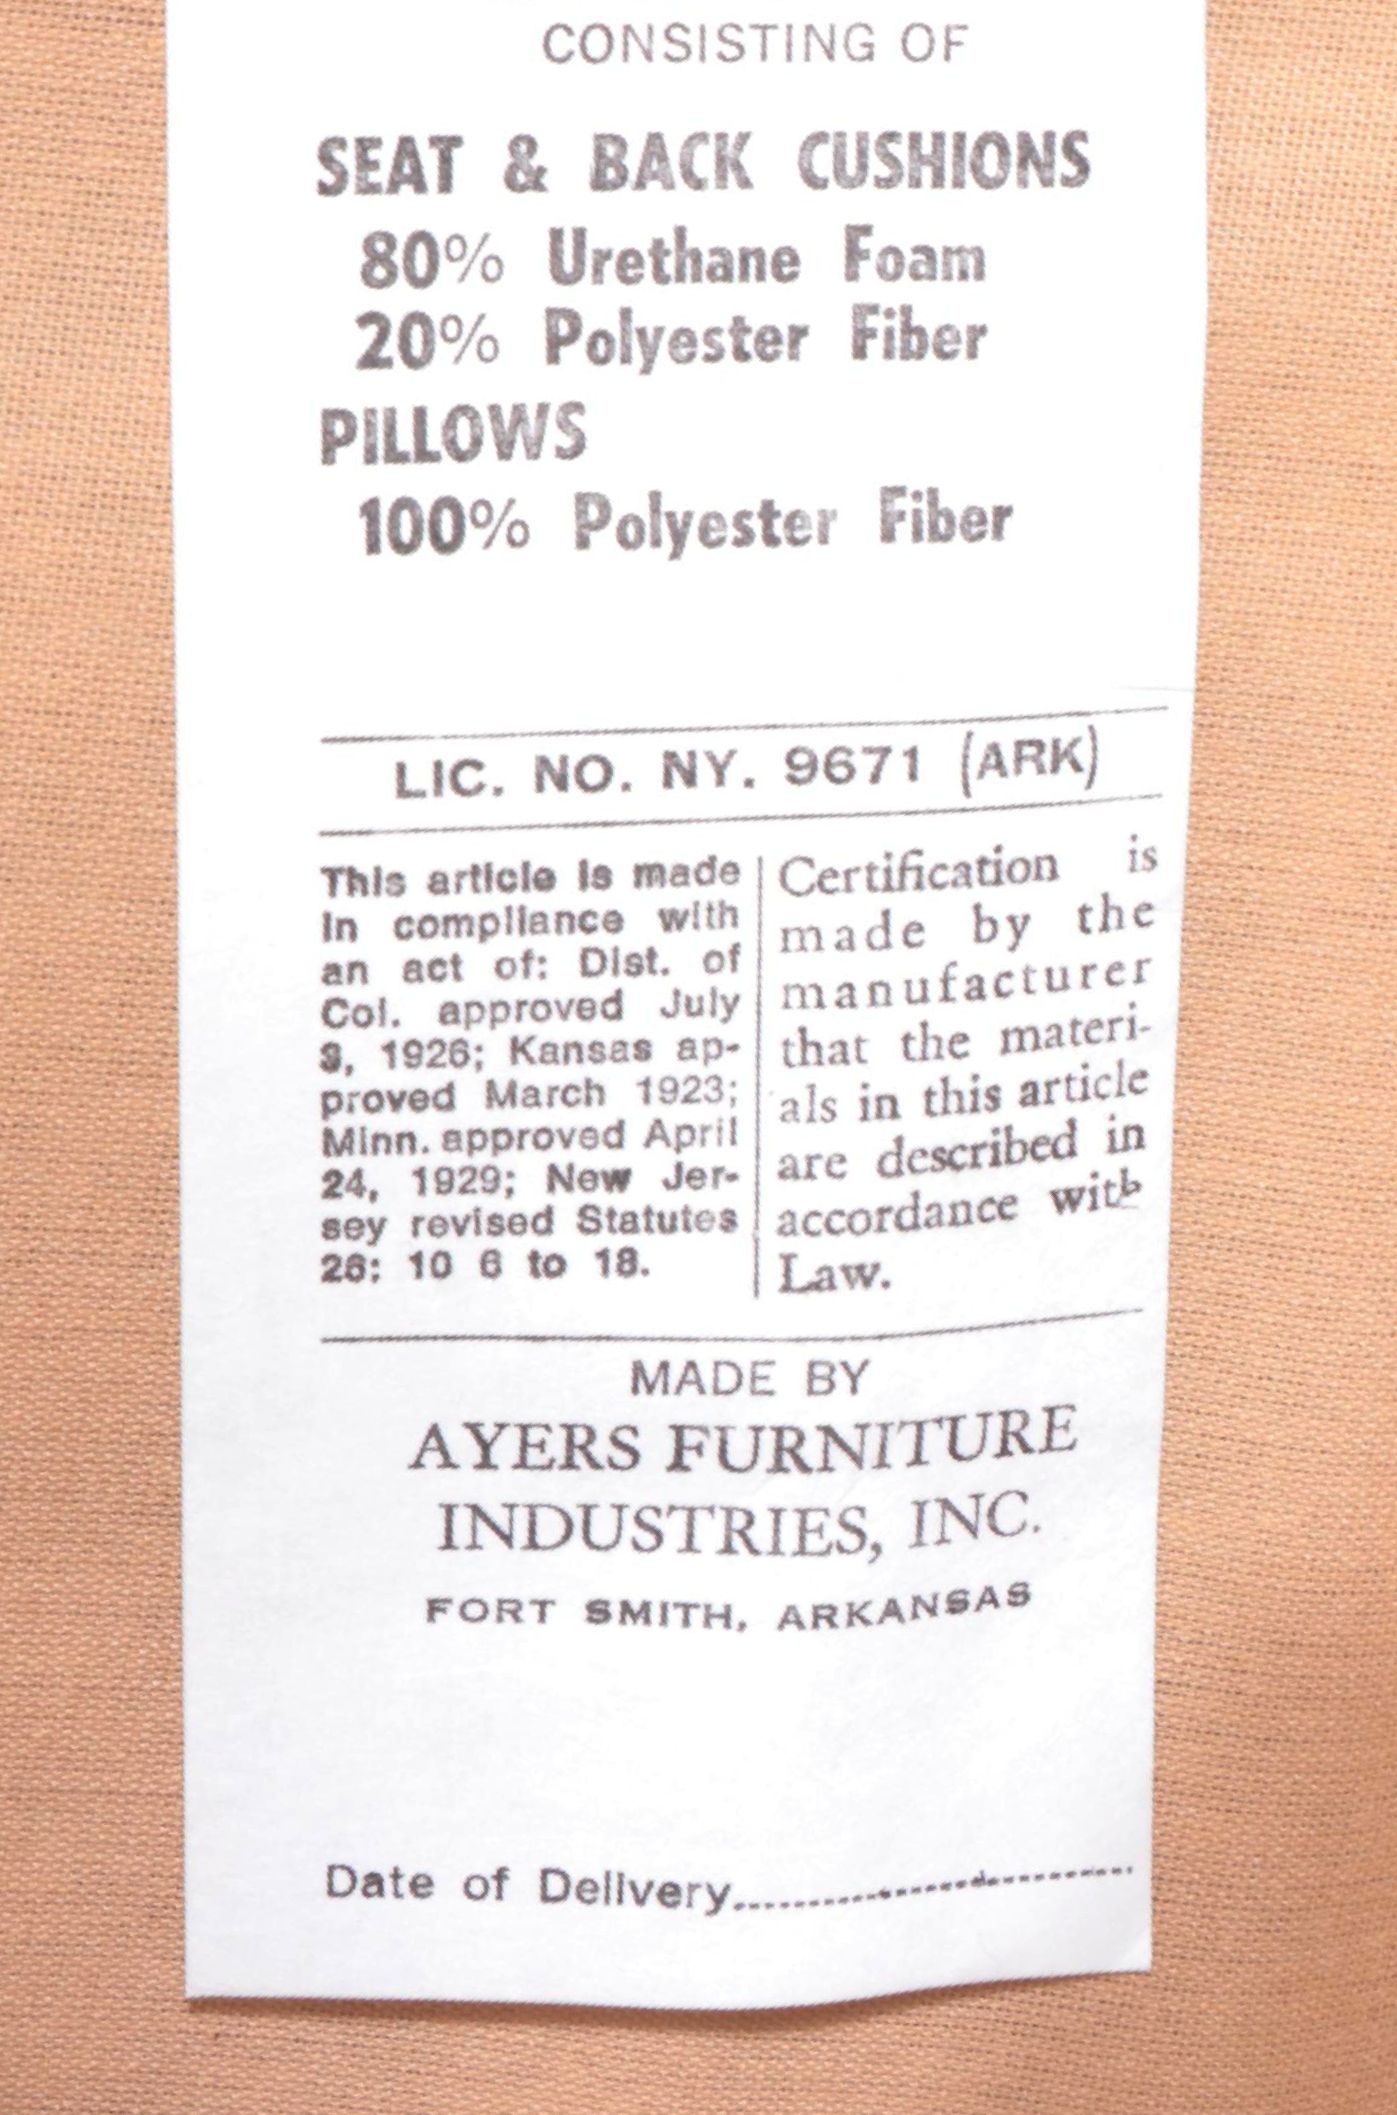 CONSISTING OF
SEAT & BACK CUSHIONS
80% Urethane Foam
20% Polyester Fiber
PILLOWS
100% Polyester Fiber
LIC. NO. NY. 9671 (ARK)
This article is made
in compliance with
an act of: Dist. of
Col. approved July
3, 1926; Kansas ap-
proved March 1923;
Minn. approved April
24, 1929; New Jer-
sey revised Statutes
26: 10 6 to 18.
Certification is
made by the
manufacturer
that the materi-
als in this article
are described in
accordance with
Law.
MADE BY
AYERS FURNITURE
INDUSTRIES, INC.
FORT SMITH, ARKANSAS
Date of Delivery..............................